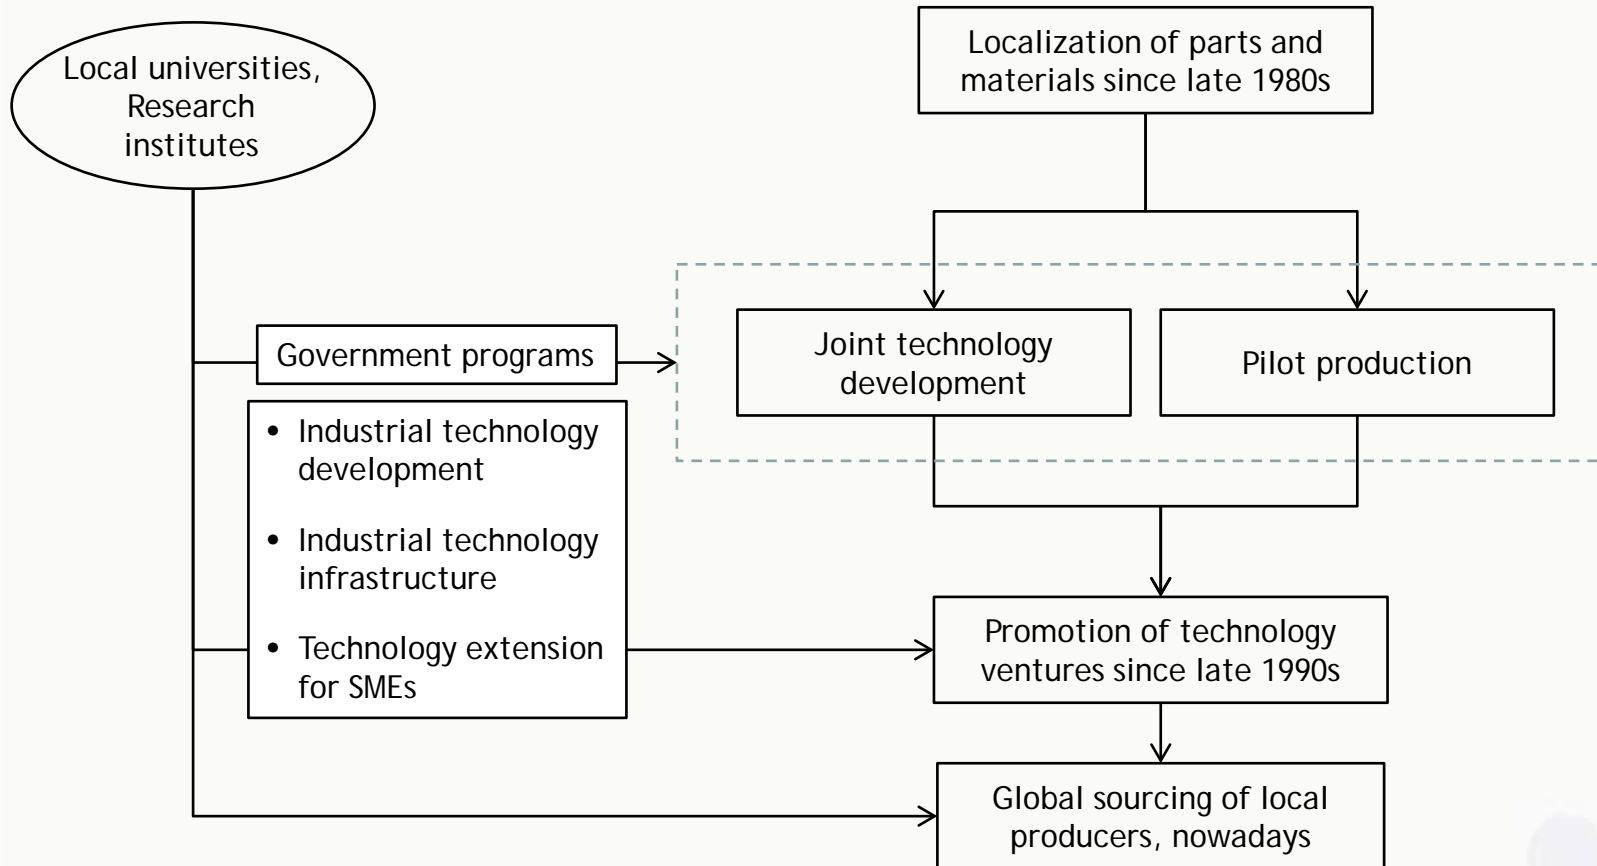 Local universities,
Research
institutes
Localization of parts and
materials since late 1980s
Government programs
Joint technology
development
Pilot production
• Industrial technology
development
• Industrial technology
infrastructure
• Technology extension
for SMEs
Promotion of technology
ventures since late 1990s
Global sourcing of local
producers, nowadays